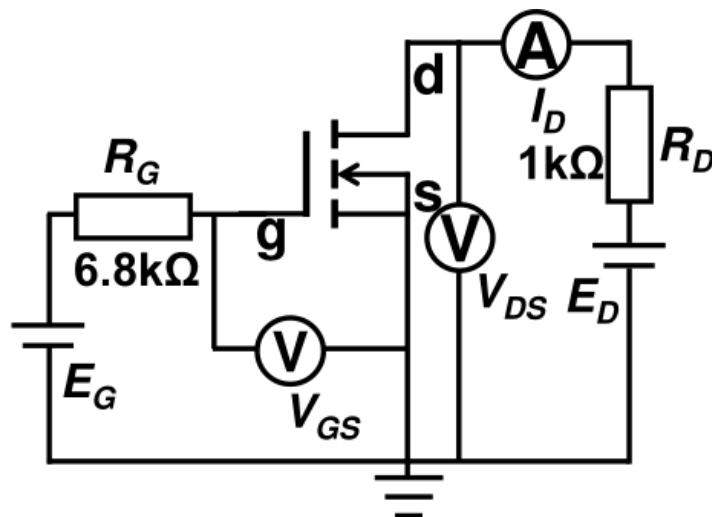 A
d
I_D
R_G
1kΩ
R_D
s
g
V
6.8kΩ
V_DS
E_D
V
E_G
V_GS